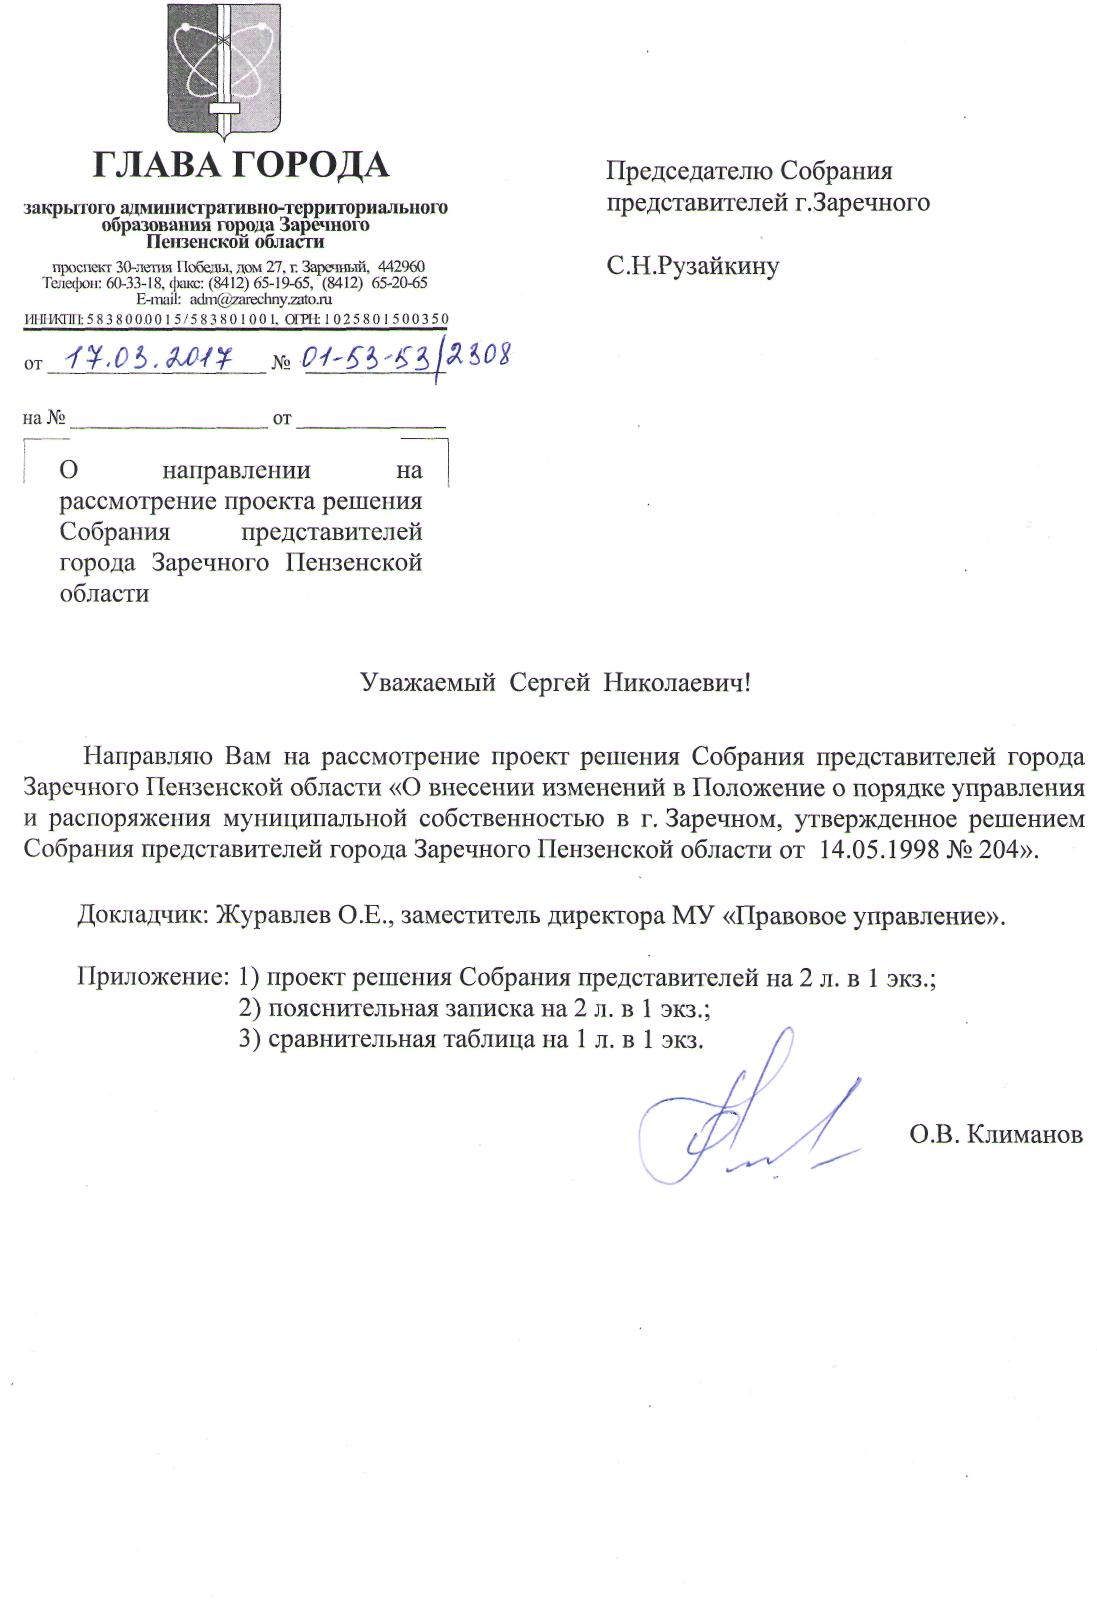 ГЛАВА ГОРОДА
закрытого административно-территориального
образования города Заречного
Пензенской области
проспект 30-летия Победы, дом 27, г. Заречный, 442960
Телефон: 60-33-18, факс: (8412) 65-19-65, (8412) 65-20-65
E-mail: adm@zarechny.zato.ru
ИНН/КПП: 5838000015/583801001, ОГРН: 1025801500350
от 17.03.2017 № 01-53-53/2308
на № ____ от ____
О направлении на
рассмотрение проекта решения
Собрания представителей
города Заречного Пензенской
области
Председателю Собрания
представителей г.Заречного
С.Н.Рузайкину
Уважаемый Сергей Николаевич!
Направляю Вам на рассмотрение проект решения Собрания представителей города
Заречного Пензенской области «О внесении изменений в Положение о порядке управления
и распоряжения муниципальной собственностью в г. Заречном, утвержденное решением
Собрания представителей города Заречного Пензенской области от 14.05.1998 № 204».
Докладчик: Журавлев О.Е., заместитель директора МУ «Правовое управление».
Приложение: 1) проект решения Собрания представителей на 2 л. в 1 экз.;
2) пояснительная записка на 2 л. в 1 экз.;
3) сравнительная таблица на 1 л. в 1 экз.
О.В. Климанов